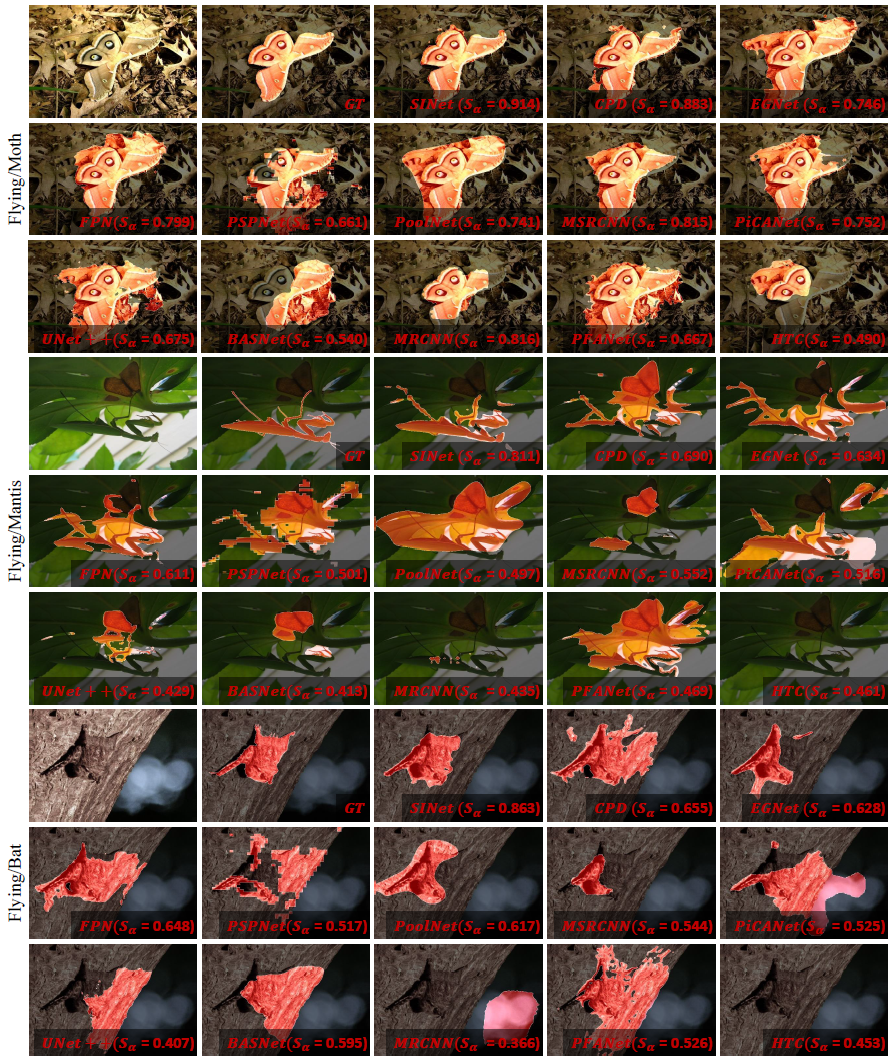 Flying/Moth
GT
SINet (Sα = 0.914)
CPD (Sα = 0.883)
EGNet (Sα = 0.746)
FPN(Sα = 0.799)
PSPNet(Sα = 0.661)
PoolNet(Sα = 0.741)
MSRCNN(Sα = 0.815)
PiCANet(Sα = 0.752)
UNet + +(Sα = 0.675)
BASNet(Sα = 0.540)
MRCNN(Sα = 0.816)
PFANet(Sα = 0.667)
HTC(Sα = 0.490)
Flying/Mantis
GT
SINet (Sα = 0.811)
CPD (Sα = 0.690)
EGNet (Sα = 0.634)
FPN(Sα = 0.611)
PSPNet(Sα = 0.501)
PoolNet(Sα = 0.497)
MSRCNN(Sα = 0.552)
PiCANet(Sα = 0.516)
UNet + +(Sα = 0.429)
BASNet(Sα = 0.413)
MRCNN(Sα = 0.435)
PFANet(Sα = 0.469)
HTC(Sα = 0.461)
Flying/Bat
GT
SINet (Sα = 0.863)
CPD (Sα = 0.655)
EGNet (Sα = 0.628)
FPN(Sα = 0.648)
PSPNet(Sα = 0.517)
PoolNet(Sα = 0.617)
MSRCNN(Sα = 0.544)
PiCANet(Sα = 0.525)
UNet + +(Sα = 0.407)
BASNet(Sα = 0.595)
MRCNN(Sα = 0.366)
PFANet(Sα = 0.526)
HTC(Sα = 0.453)